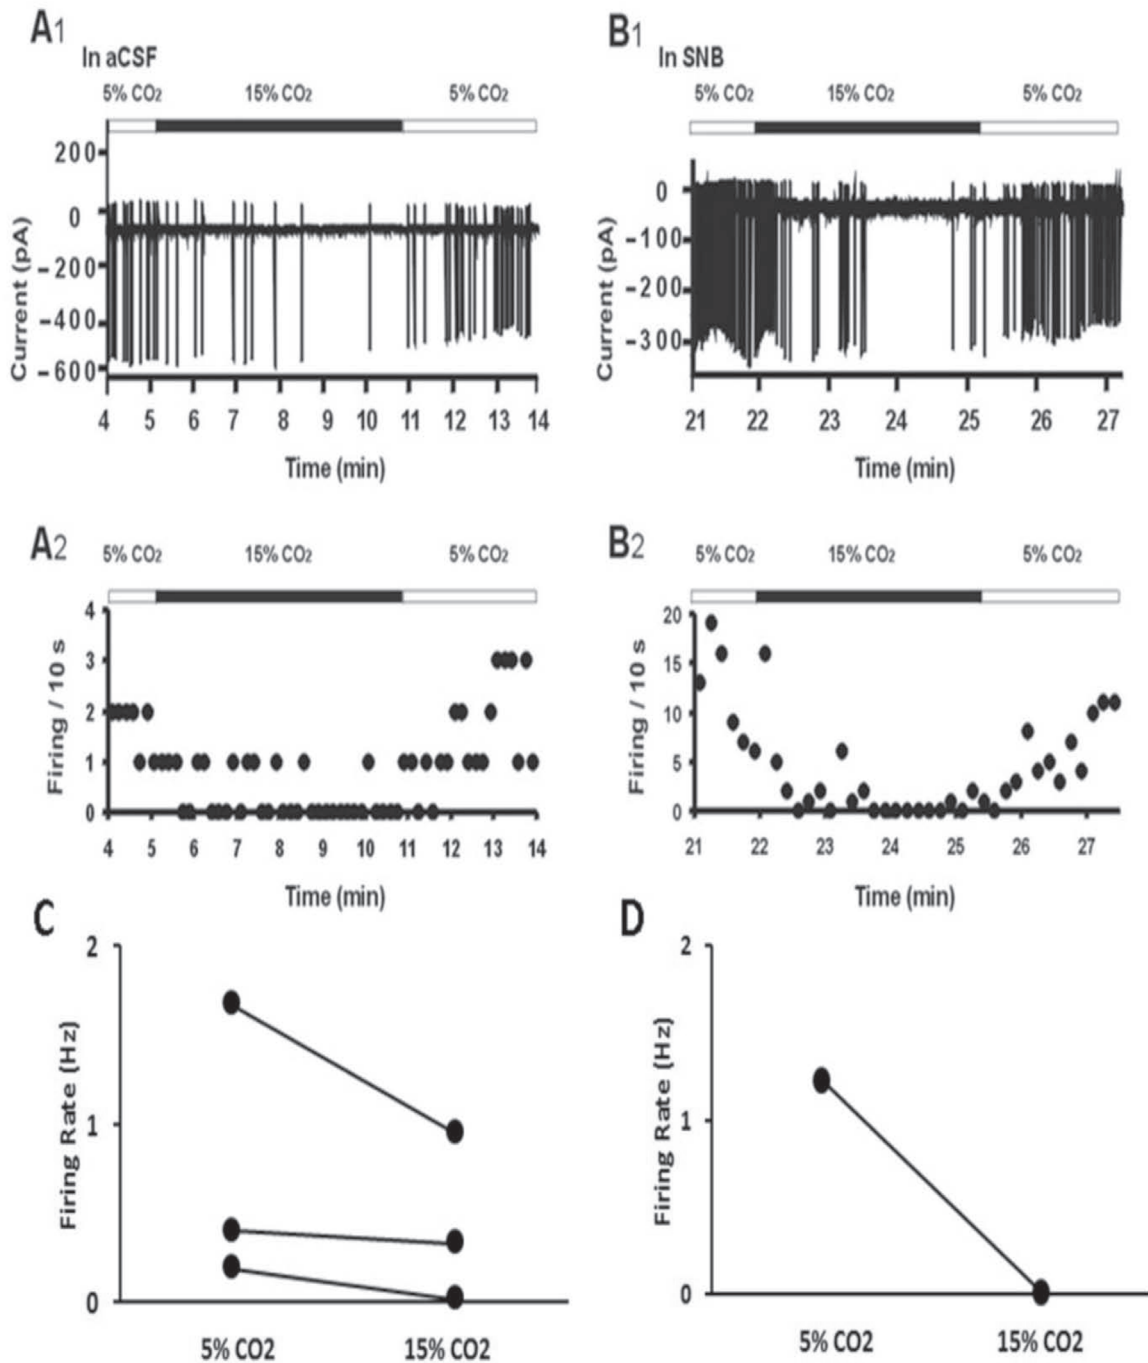 A1
In aCSF
5% CO2 15% CO2 5% CO2
200
0
-200
-400
-600
Current (pA)
4 5 6 7 8 9 10 11 12 13 14
Time (min)
B1
In SNB
5% CO2 15% CO2 5% CO2
0
-100
-200
-300
Current (pA)
21 22 23 24 25 26 27
Time (min)
A2
5% CO2 15% CO2 5% CO2
4
3
2
1
0
Firing / 10 s
4 5 6 7 8 9 10 11 12 13 14
Time (min)
B2
5% CO2 15% CO2 5% CO2
20
15
10
5
0
Firing / 10 s
21 22 23 24 25 26 27
Time (min)
C
2
1
0
Firing Rate (Hz)
5% CO2 15% CO2
D
2
1
0
Firing Rate (Hz)
5% CO2 15% CO2